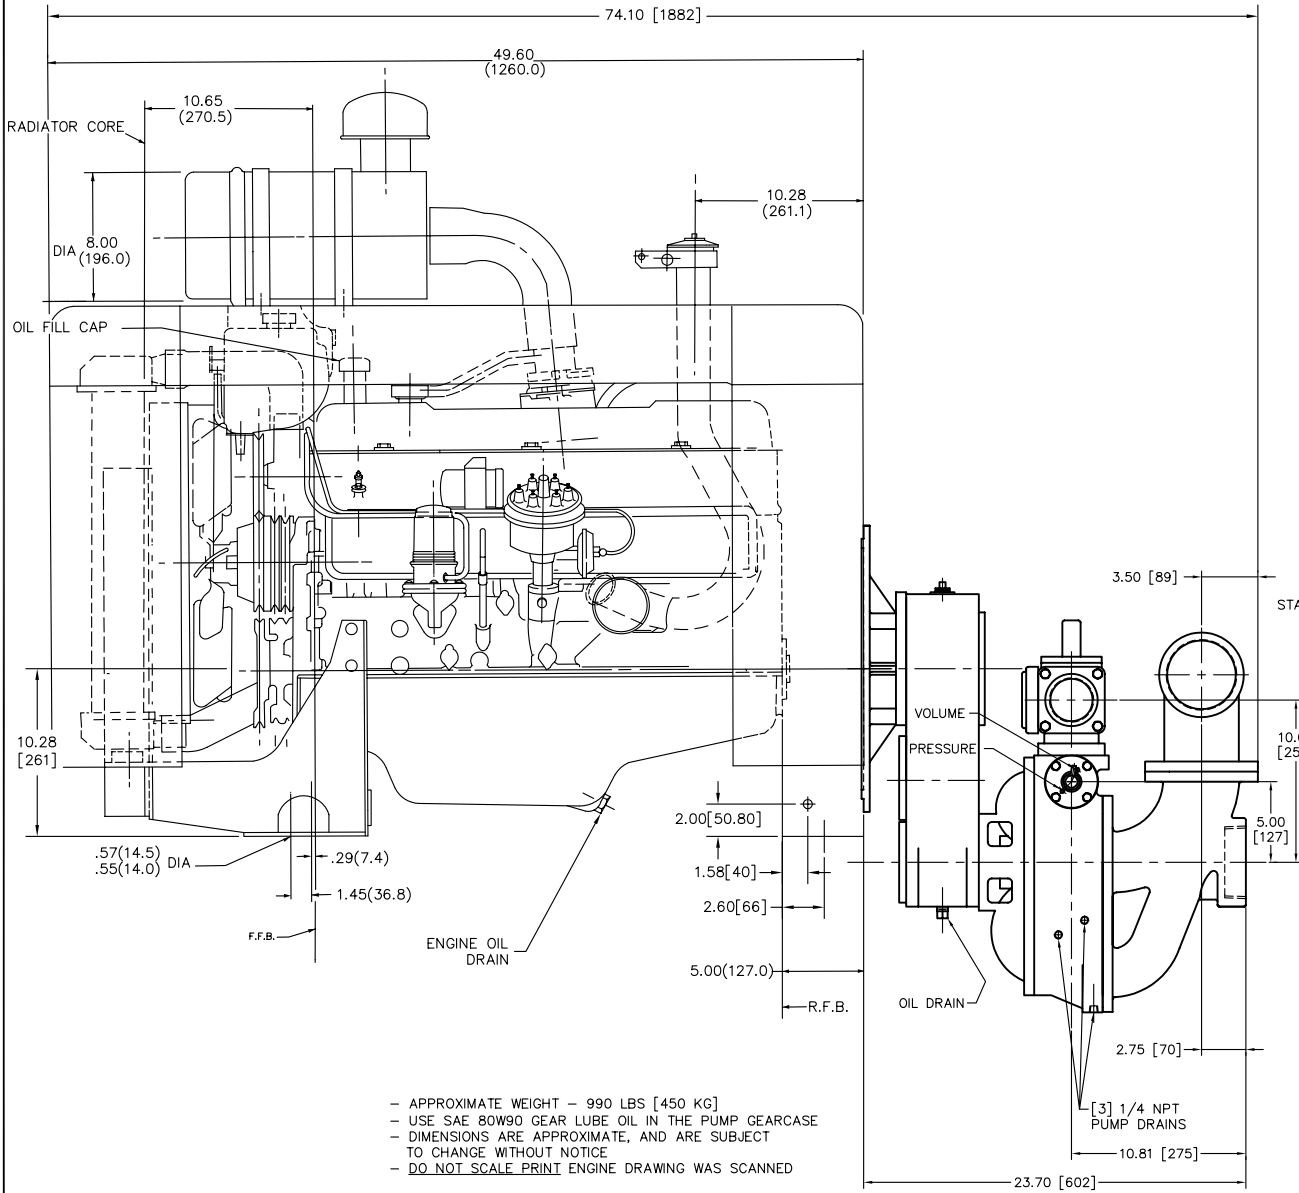 74.10 [1882]
49.60
(1260.0)
10.65
(270.5)
RADIATOR CORE
10.28
(261.1)
DIA 8.00
(196.0)
OIL FILL CAP
3.50 [89]
VOLUME
PRESSURE
10.28
[261]
5.00
[127]
2.00[50.80]
.57(14.5)
.55(14.0) DIA
.29(7.4)
1.58[40]
1.45(36.8)
2.60[66]
F.F.B.
ENGINE OIL
DRAIN
5.00(127.0)
R.F.B.
OIL DRAIN
2.75 [70]
[3] 1/4 NPT
PUMP DRAINS
10.81 [275]
23.70 [602]
– APPROXIMATE WEIGHT – 990 LBS [450 KG]
– USE SAE 80W90 GEAR LUBE OIL IN THE PUMP GEARCASE
– DIMENSIONS ARE APPROXIMATE, AND ARE SUBJECT
TO CHANGE WITHOUT NOTICE
– DO NOT SCALE PRINT ENGINE DRAWING WAS SCANNED